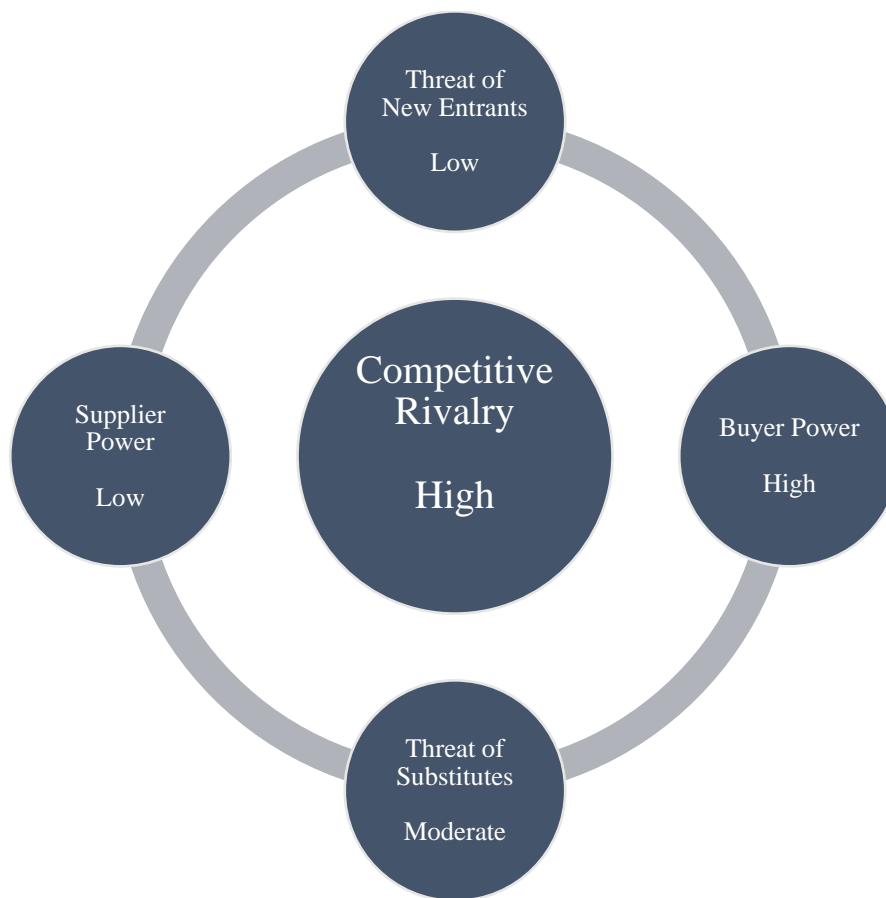 Threat of
New Entrants
Low
Competitive
Rivalry
High
Supplier
Power
Low
Buyer Power
High
Threat of
Substitutes
Moderate